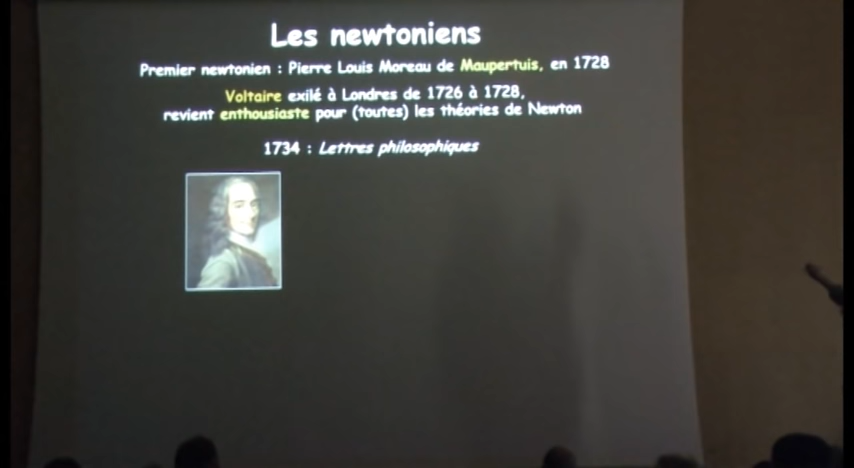 Les newtoniens
Premier newtonien : Pierre Louis Moreau de Maupertuis, en 1728
Voltaire exilé à Londres de 1726 à 1728,
revient enthousiaste pour (toutes) les théories de Newton
1734 : Lettres philosophiques